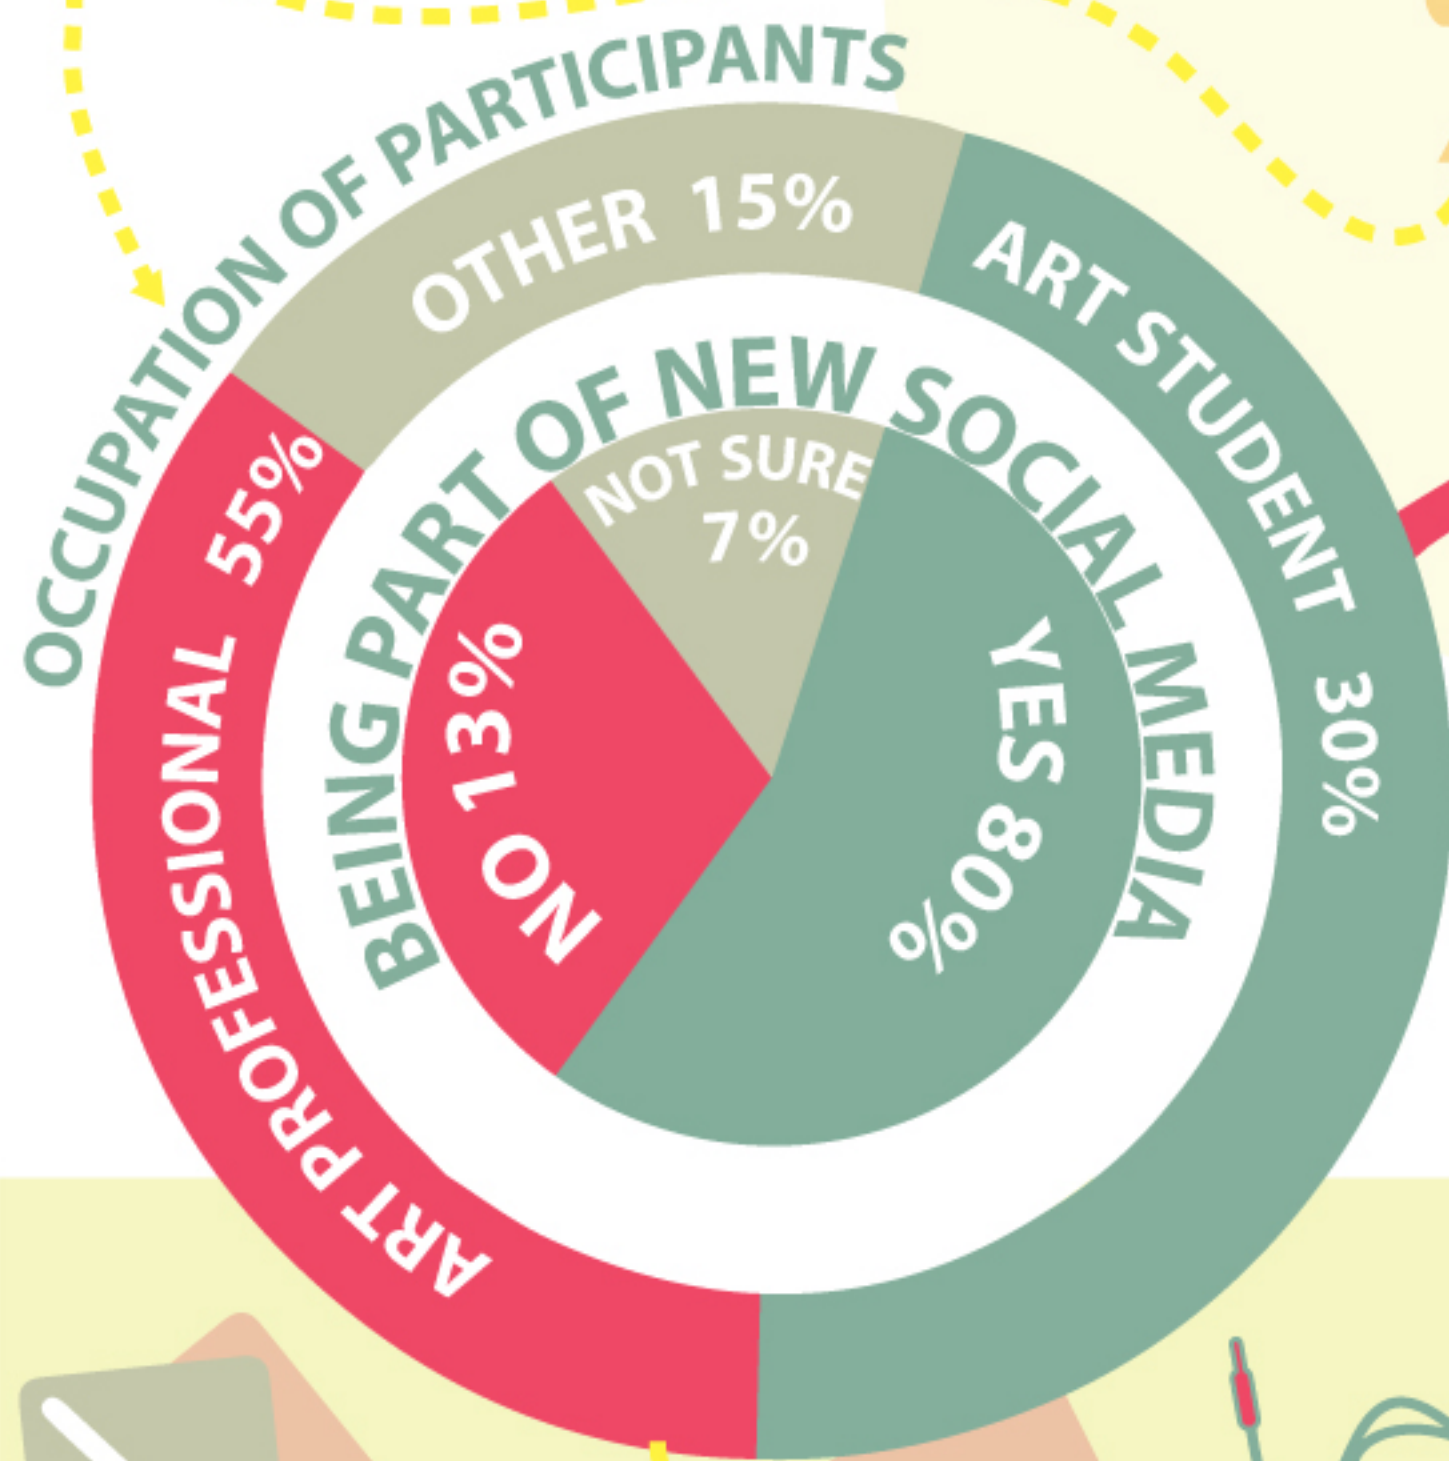 OCCUPATION OF PARTICIPANTS
OTHER 15%
ART STUDENT 30%
ART PROFESSIONAL 55%
BEING PART OF NEW SOCIAL MEDIA
NOT SURE
7%
YES 80%
NO 13%